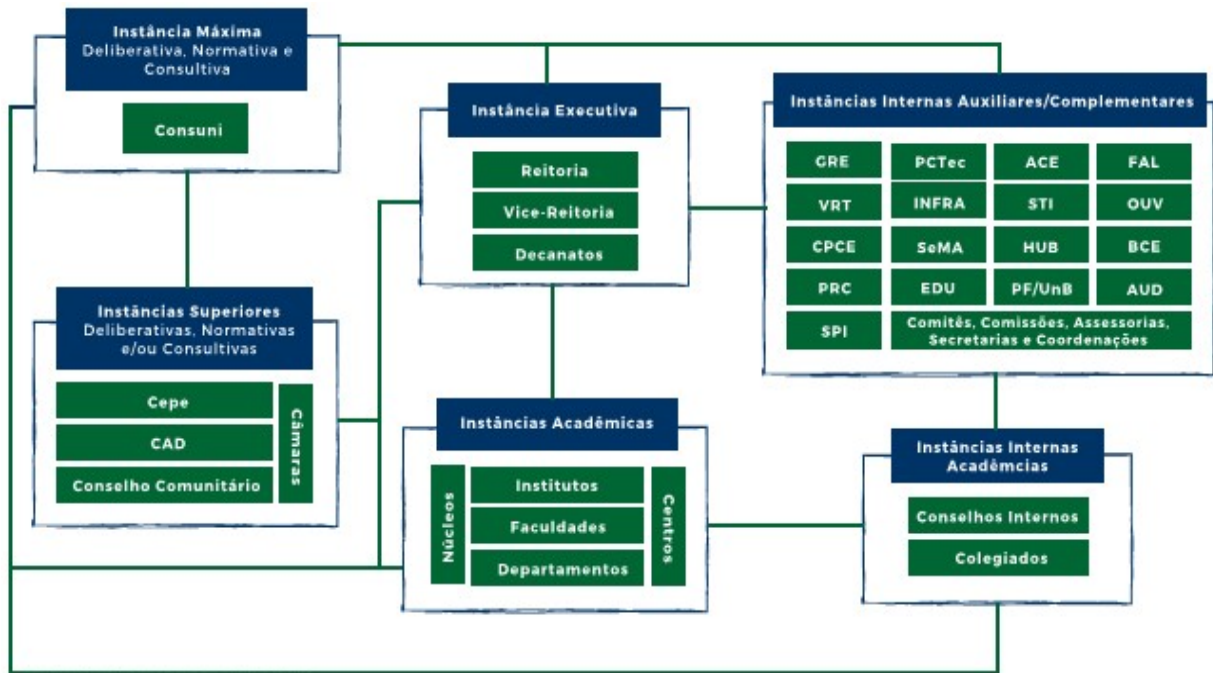 Instância Máxima
Deliberativa, Normativa e
Consultiva
Consuni
Instância Executiva
Reitoria
Vice-Reitoria
Decanatos
Instâncias Internas Auxiliares/Complementares
GRE
PCTec
ACE
FAL
VRT
INFRA
STI
OUV
CPCE
SeMA
HUB
BCE
PRC
EDU
PF/UnB
AUD
SPI
Comitês, Comissões, Assessorias,
Secretarias e Coordenações
Instâncias Superiores
Deliberativas, Normativas
e/ou Consultivas
Cepe
CAD
Conselho Comunitário
Câmaras
Instâncias Acadêmicas
Núcleos
Institutos
Faculdades
Departamentos
Centros
Instâncias Internas
Acadêmcias
Conselhos Internos
Colegiados